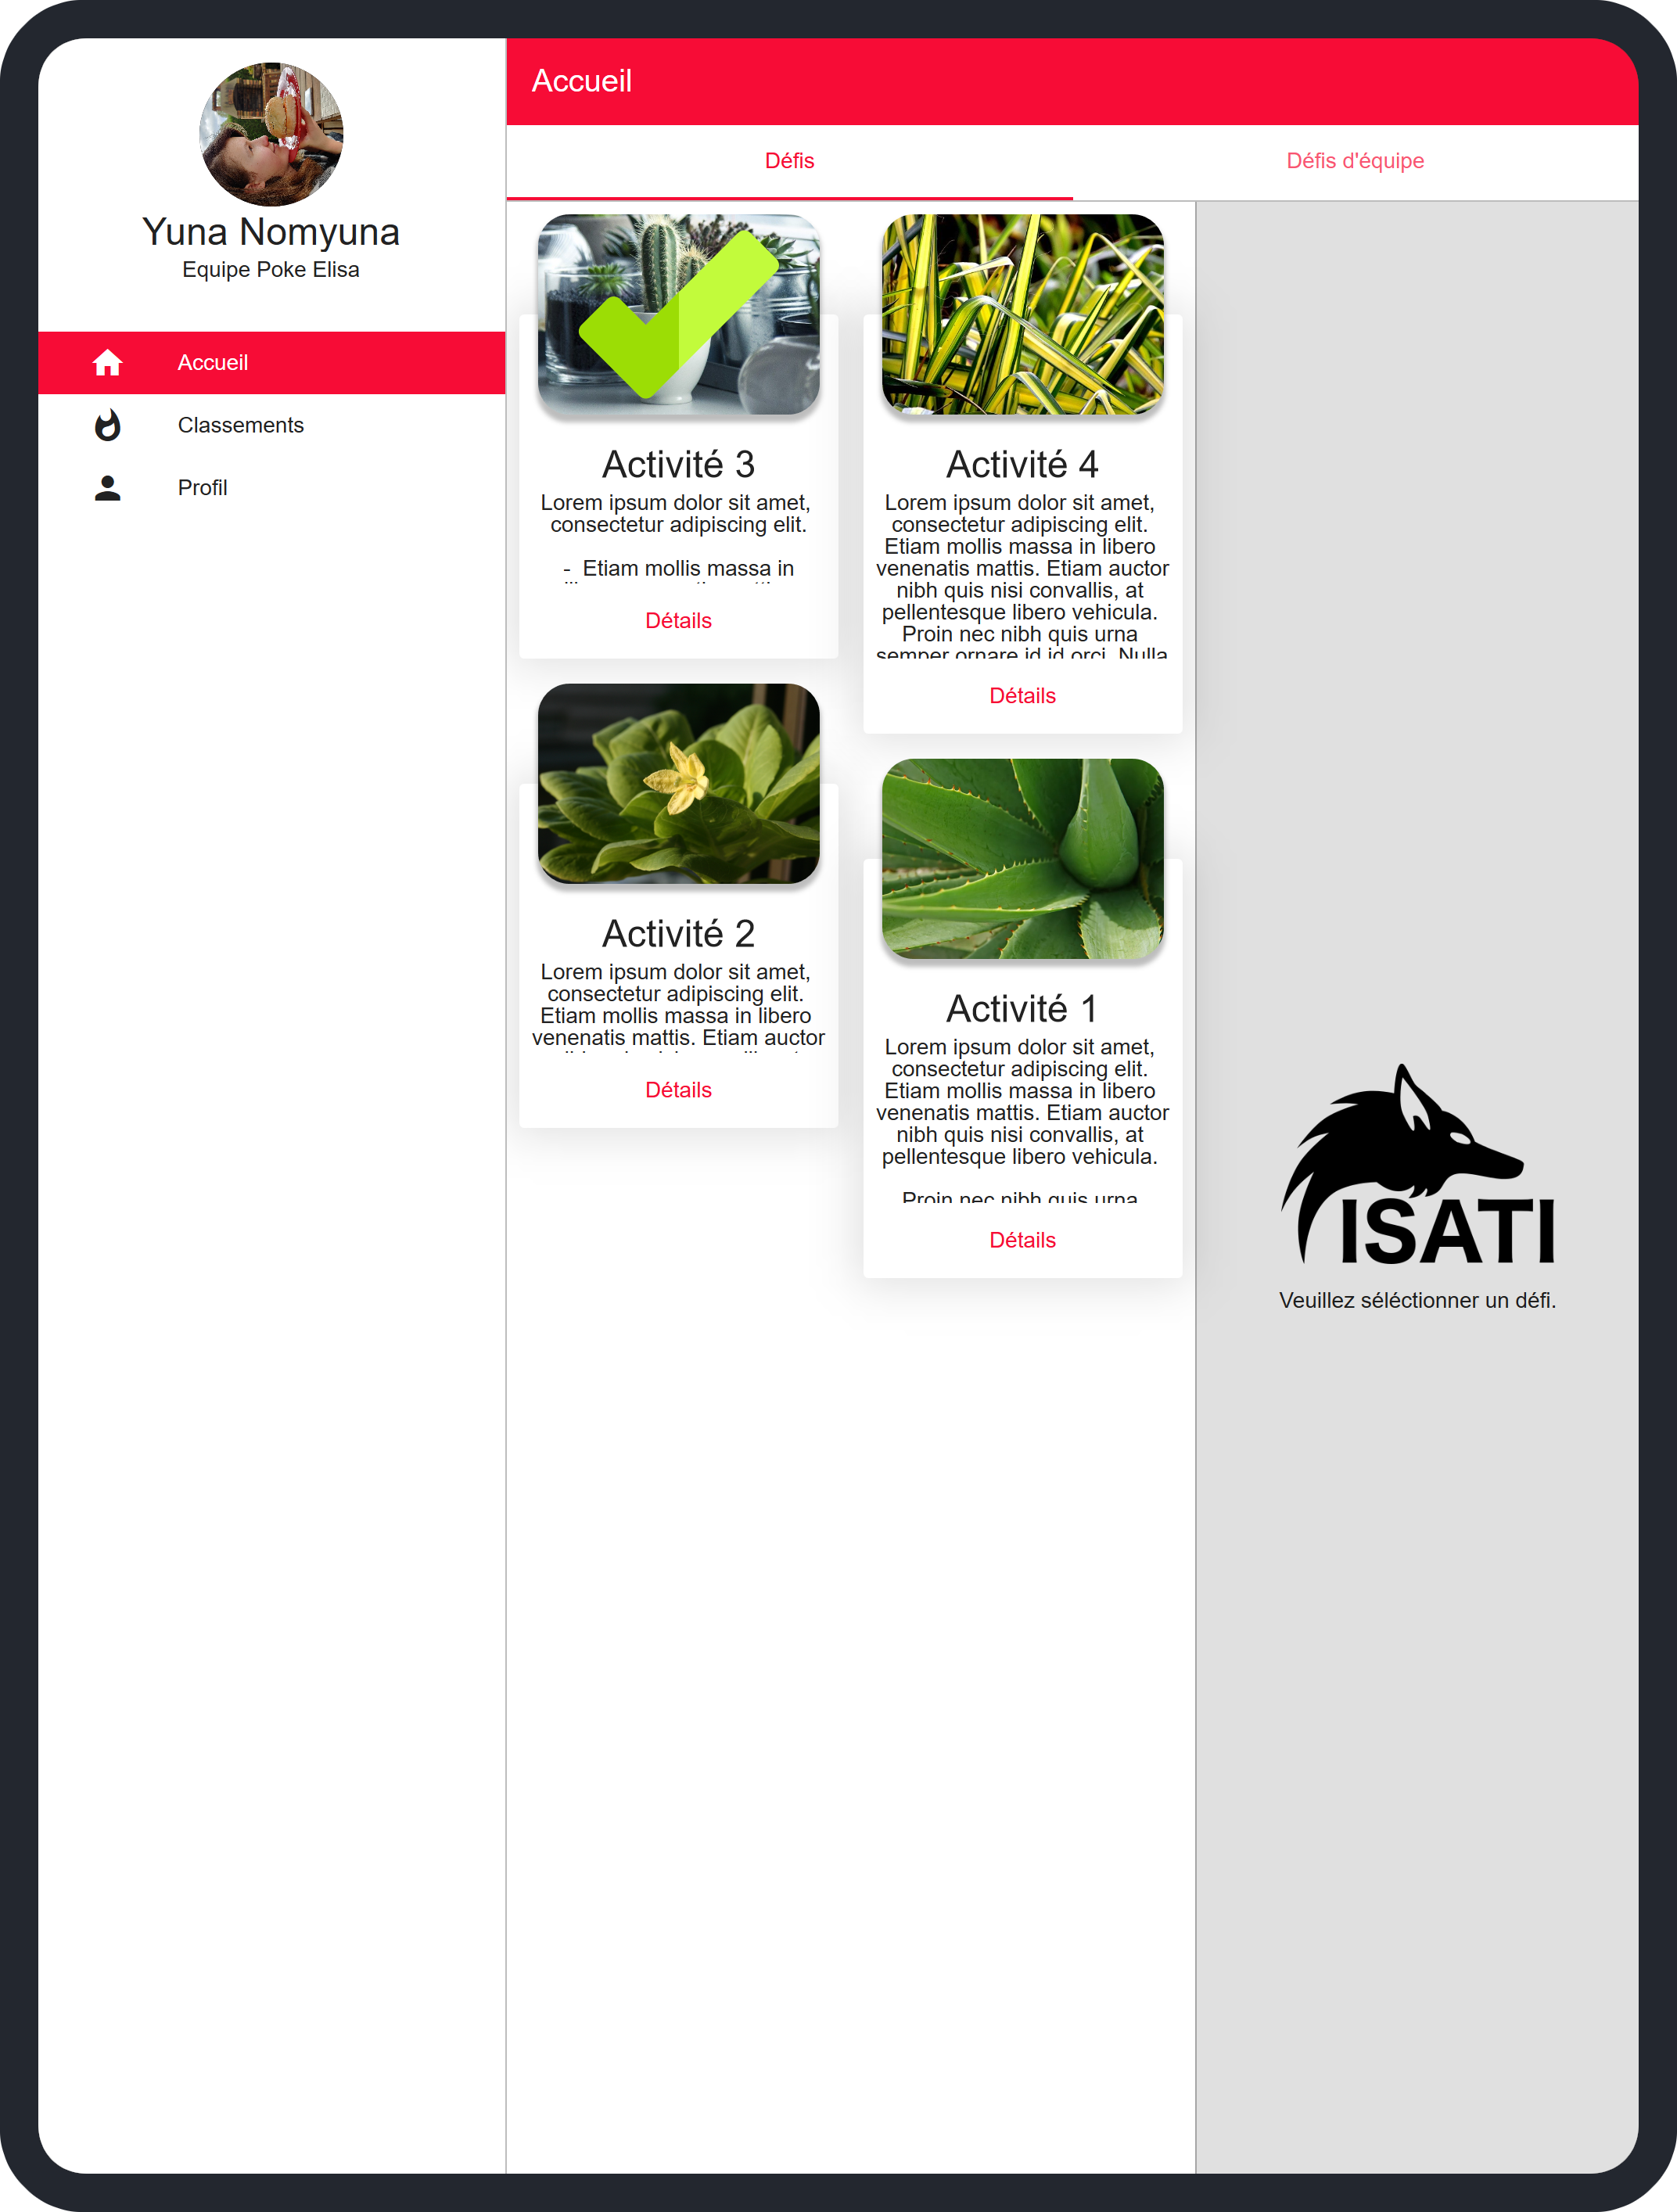 Yuna Nomyuna
Equipe Poke Elisa
Accueil
Classements
Profil
Accueil
Défis
Défis d'équipe
Activité 3
Lorem ipsum dolor sit amet,
consectetur adipiscing elit.
- Etiam mollis massa in
Détails
Activité 4
Lorem ipsum dolor sit amet,
consectetur adipiscing elit.
Etiam mollis massa in libero
venenatis mattis. Etiam auctor
nibh quis nisi convallis, at
pellentesque libero vehicula.
Proin nec nibh quis urna
semper ornare id id orci. Nulla
Détails
Activité 2
Lorem ipsum dolor sit amet,
consectetur adipiscing elit.
Etiam mollis massa in libero
venenatis mattis. Etiam auctor
Détails
Activité 1
Lorem ipsum dolor sit amet,
consectetur adipiscing elit.
Etiam mollis massa in libero
venenatis mattis. Etiam auctor
nibh quis nisi convallis, at
pellentesque libero vehicula.
Proin nec nibh quis urna
Détails
ISATI
Veuillez séléctionner un défi.